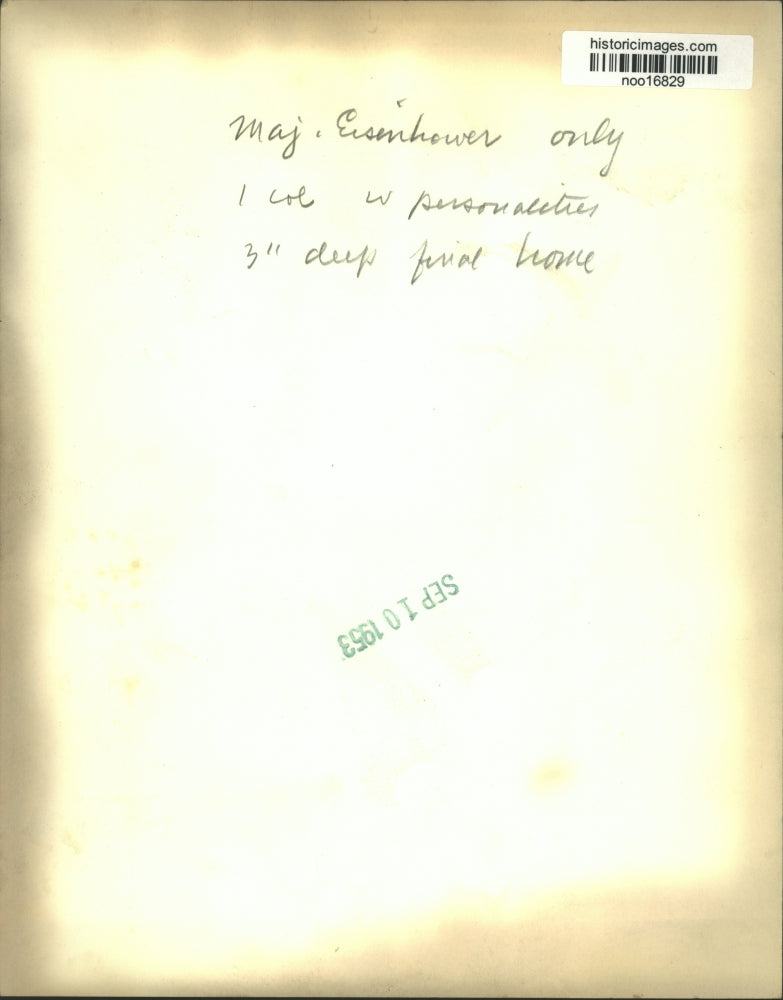 historicimages.com
noo16829
Maj. Eisenhower only
1 col w personalities
3" deep final home
SEP 10 1953